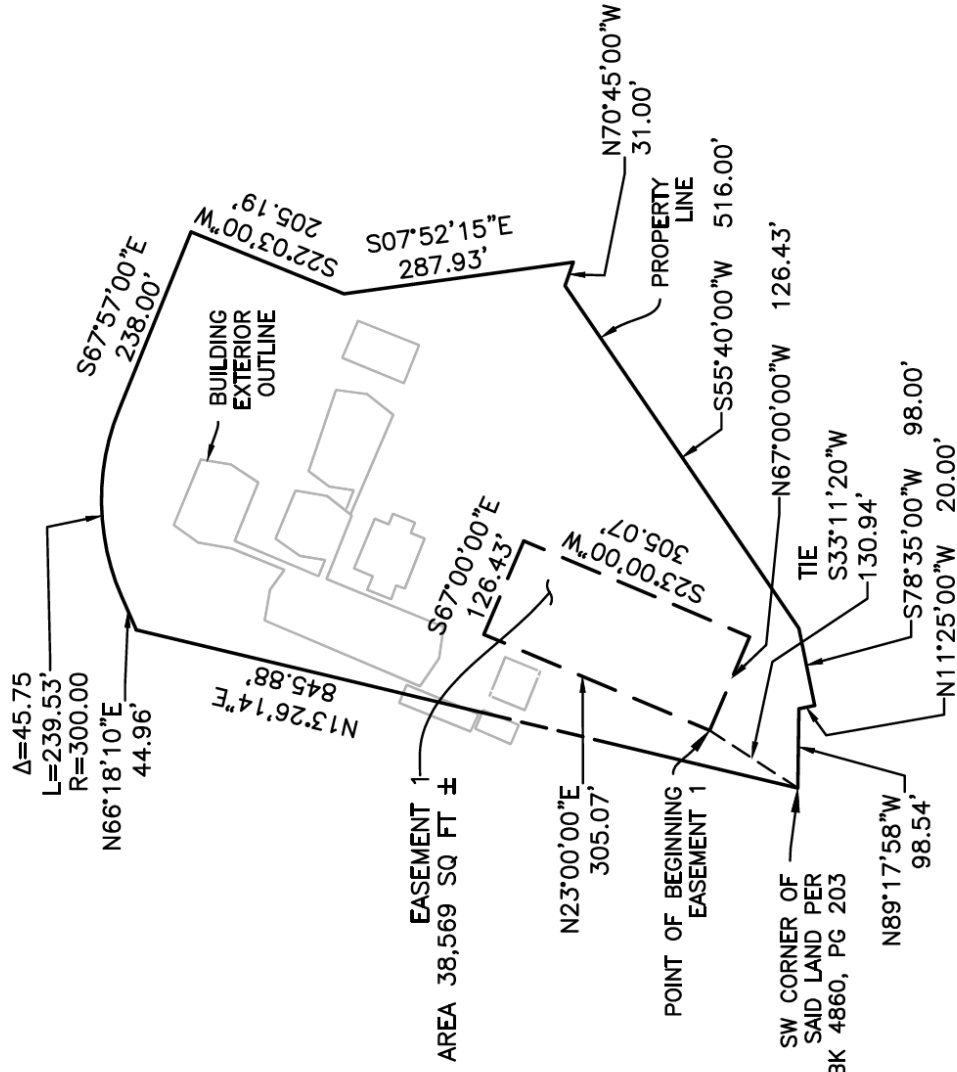 Δ=45.75
L=239.53'
R=300.00
N66°18'10"E
44.96'
S67°57'00"E
238.00'
BUILDING
EXTERIOR
OUTLINE
S22°03'00"W
205.19'
S07°52'15"E
287.93'
N70°45'00"W
31.00'
PROPERTY
LINE
S55°40'00"W 516.00'
N67°00'00"W 126.43'
TIE
S33°11'20"W
130.94'
S78°35'00"W 98.00'
N11°25'00"W 20.00'
N89°17'58"W
98.54'
SW CORNER OF
SAID LAND PER
BK 4860, PG 203
POINT OF BEGINNING
EASEMENT 1
N23°00'00"E
305.07'
EASEMENT 1
AREA 38,569 SQ FT ±
N13°26'14"E
845.88'
S67°00'00"E
126.43'
S23°00'00"W
305.07'